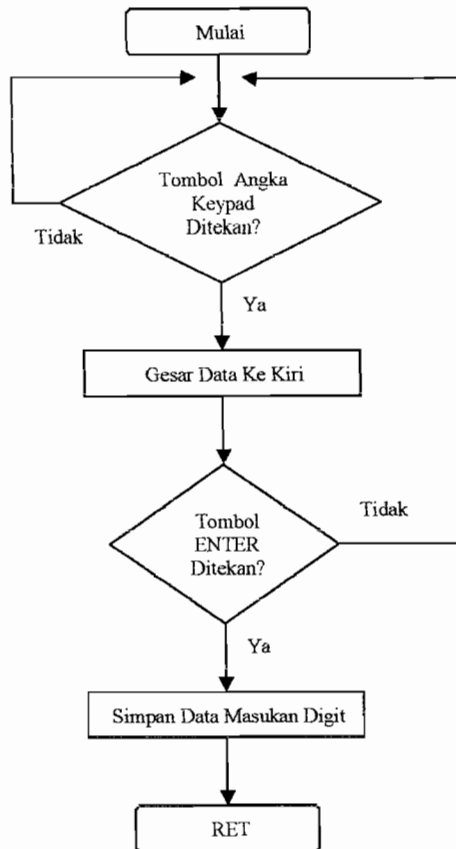 Mulai
Tombol Angka
Keypad
Ditekan?
Tidak
Ya
Gesar Data Ke Kiri
Tombol
ENTER
Ditekan?
Tidak
Ya
Simpan Data Masukan Digit
RET